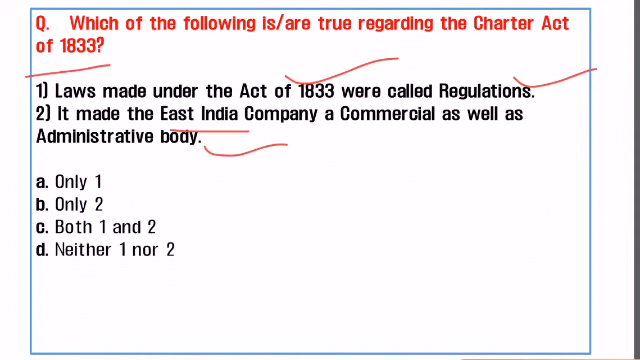 Q. Which of the following is/are true regarding the Charter Act
of 1833?
1) Laws made under the Act of 1833 were called Regulations.
2) It made the East India Company a Commercial as well as
Administrative body.
a. Only 1
b. Only 2
c. Both 1 and 2
d. Neither 1 nor 2